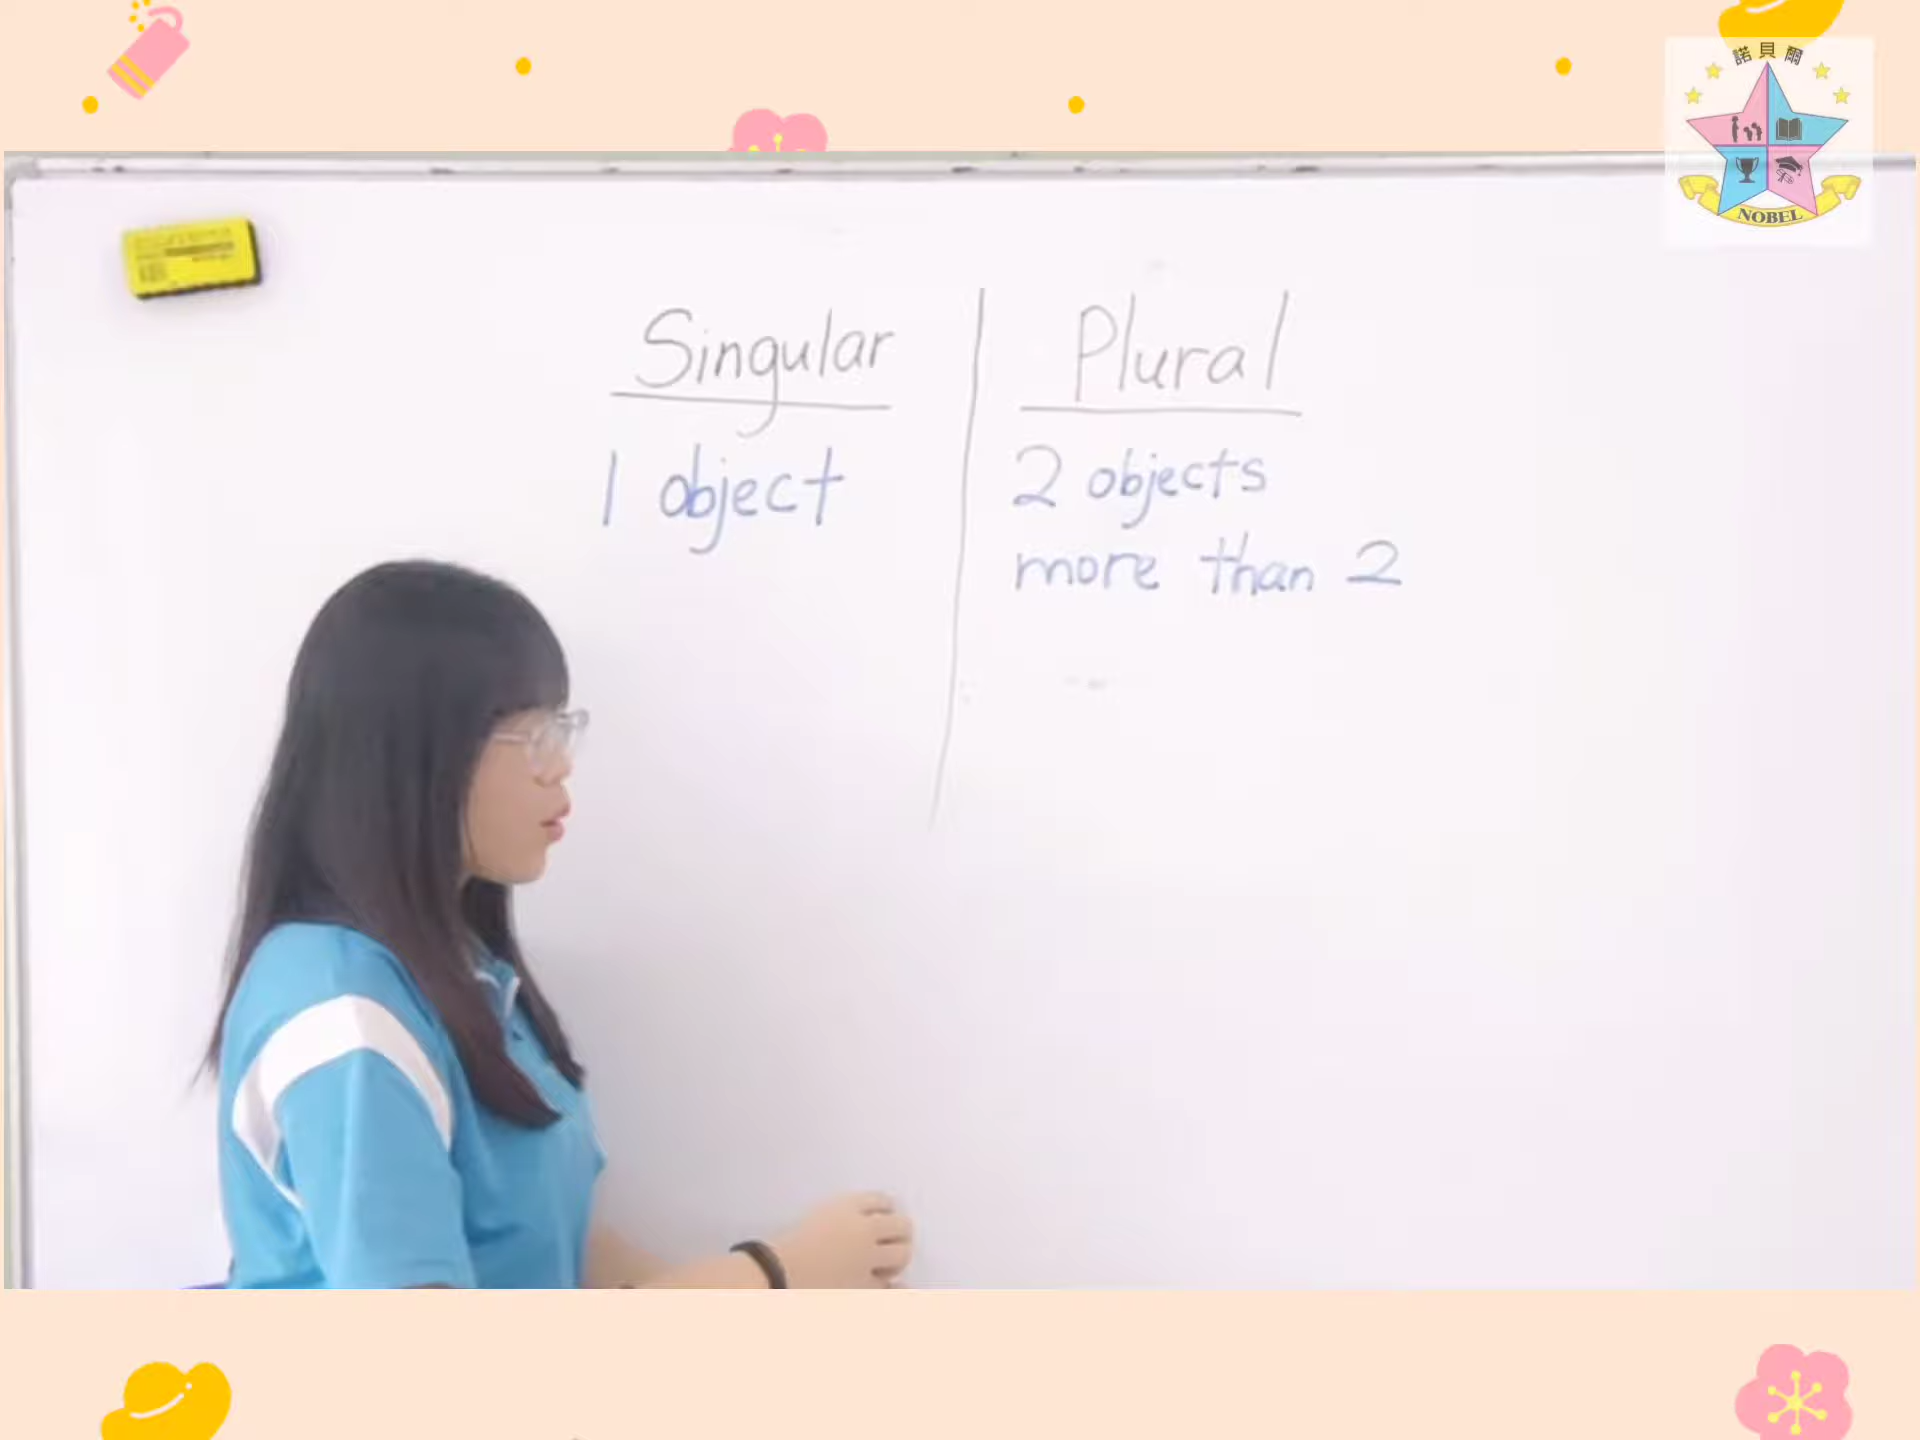 諾貝爾
NOBEL
Singular
Plural
1 object
2 objects
more than 2